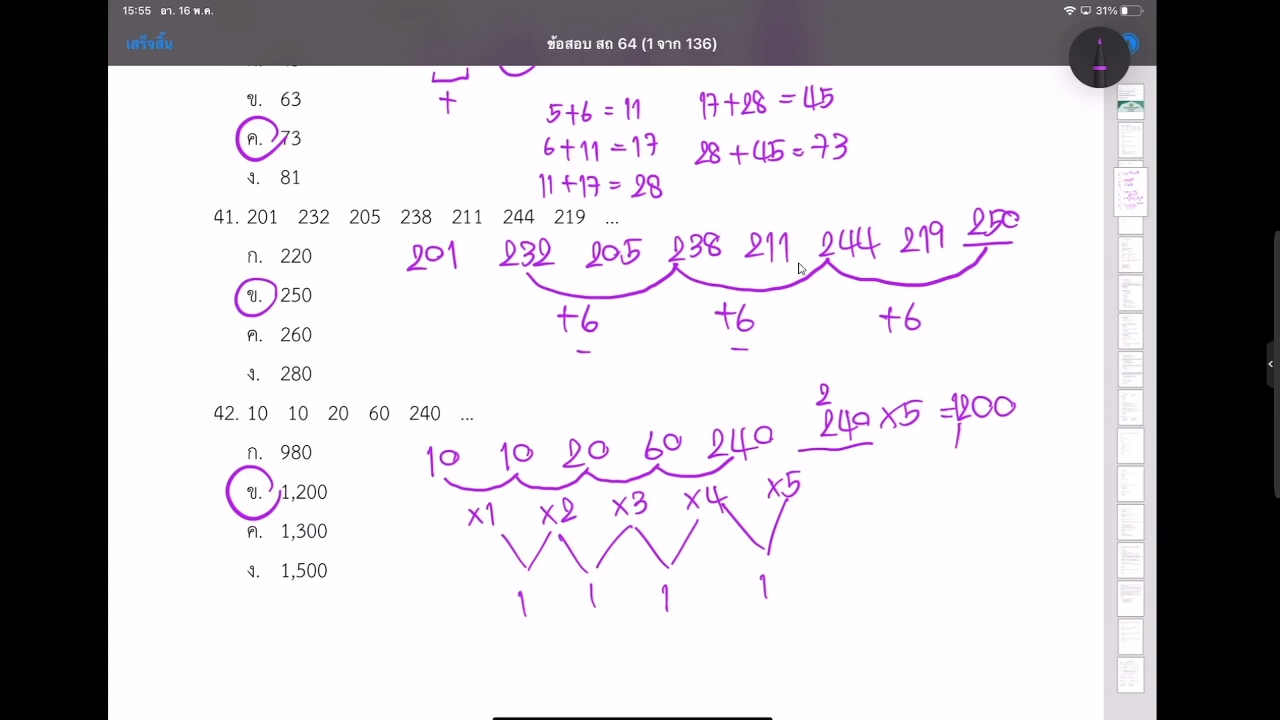 15:55 อา. 16 พ.ค.
31%
เสร็จสิ้น
ข้อสอบ สถ 64 (1 จาก 136)
ข. 63
ค. 73
ง. 81
+
5+6 = 11
6+11 = 17
11+17 = 28
17+28 = 45
28+45 = 73
41. 201 232 205 238 211 244 219 ...
201 232 205 238 211 244 219 250
+6 +6 +6
ก. 220
ข. 250
ค. 260
ง. 280
42. 10 10 20 60 240 ...
10 10 20 60 240
2
240 x5 = 1200
x1 x2 x3 x4 x5
1 1 1 1
ก. 980
ข. 1,200
ค. 1,300
ง. 1,500